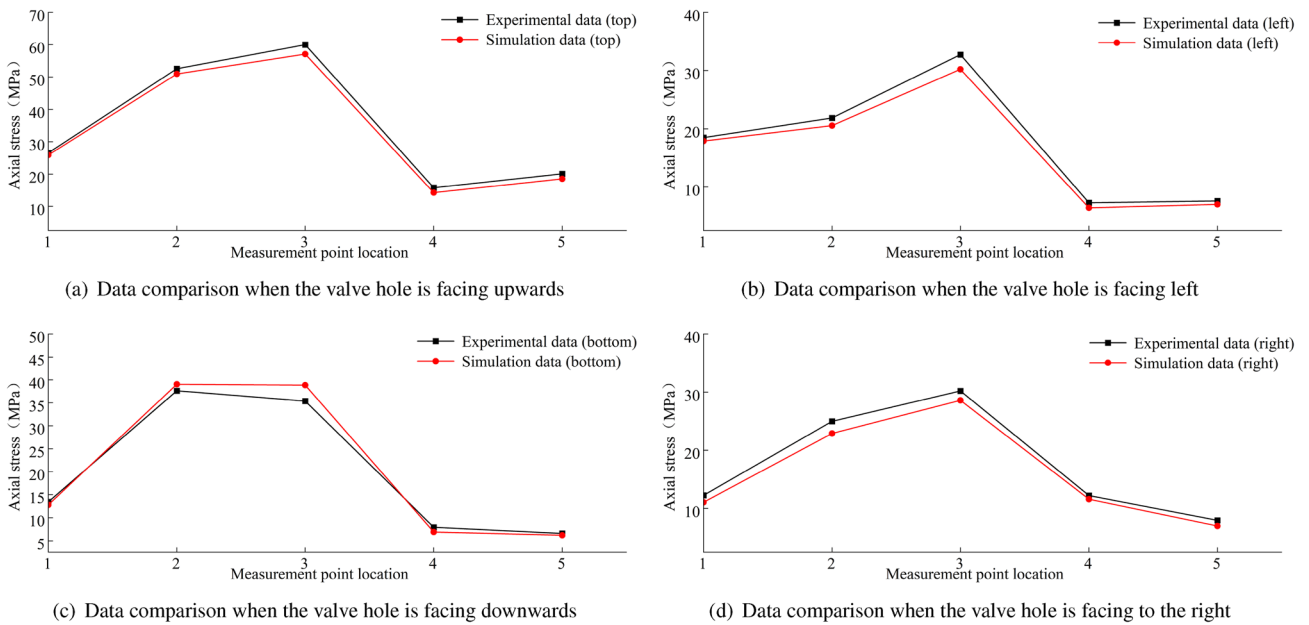 70
60
50
40
30
20
10
Axial stress（MPa）
Experimental data (top)
Simulation data (top)
1 2 3 4 5
Measurement point location
(a) Data comparison when the valve hole is facing upwards
40
30
20
10
Axial stress（MPa）
Experimental data (left)
Simulation data (left)
1 2 3 4 5
Measurement point location
(b) Data comparison when the valve hole is facing left
50
45
40
35
30
25
20
15
10
5
Axial stress（MPa）
Experimental data (bottom)
Simulation data (bottom)
1 2 3 4 5
Measurement point location
(c) Data comparison when the valve hole is facing downwards
40
30
20
10
Axial stress（MPa）
Experimental data (right)
Simulation data (right)
1 2 3 4 5
Measurement point location
(d) Data comparison when the valve hole is facing to the right